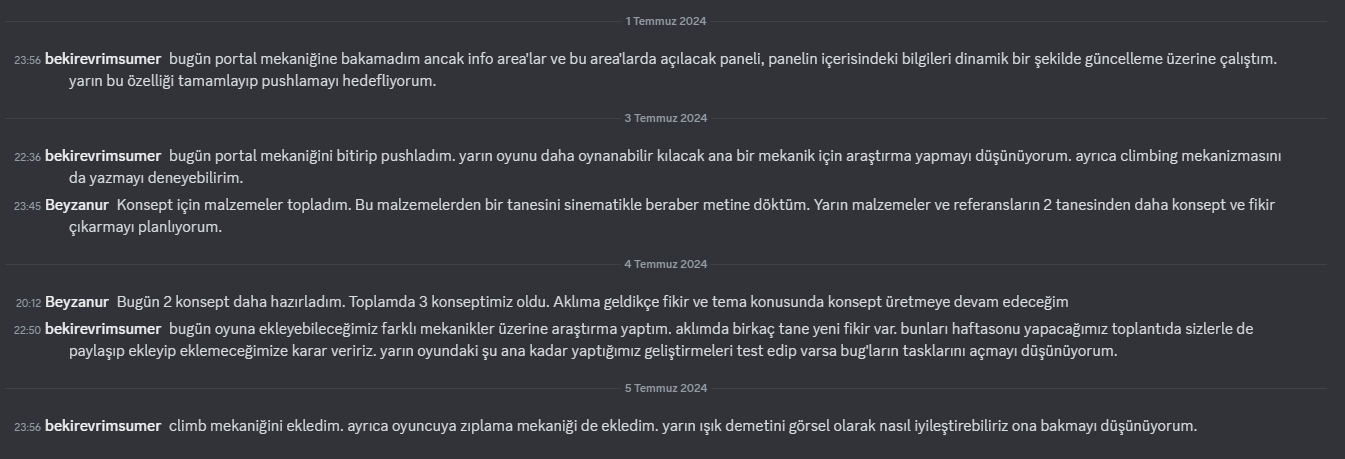 1 Temmuz 2024
23:56 bekirevrimsumer bugün portal mekaniğine bakamadım ancak info area'lar ve bu area'larda açılacak paneli, panelin içerisindeki bilgileri dinamik bir şekilde güncelleme üzerine çalıştım.
yarın bu özelliği tamamlayıp pushlamayı hedefliyorum.
3 Temmuz 2024
22:36 bekirevrimsumer bugün portal mekaniğini bitirip pushladım. yarın oyunu daha oynanabilir kılacak ana bir mekanik için araştırma yapmayı düşünüyorum. ayrıca climbing mekanizmasını
da yazmayı deneyebilirim.
23:45 Beyzanur Konsept için malzemeler topladım. Bu malzemelerden bir tanesini sinematikle beraber metine döktüm. Yarın malzemeler ve referansların 2 tanesinden daha konsept ve fikir
çıkarmayı planlıyorum.
4 Temmuz 2024
20:12 Beyzanur Bugün 2 konsept daha hazırladım. Toplamda 3 konseptimiz oldu. Aklıma geldikçe fikir ve tema konusunda konsept üretmeye devam edeceğim
22:50 bekirevrimsumer bugün oyuna ekleyebileceğimiz farklı mekanikler üzerine araştırma yaptım. aklımda birkaç tane yeni fikir var. bunları haftasonu yapacağımız toplantıda sizlerle de
paylaşıp ekleyip eklemeceğimize karar veririz. yarın oyundaki şu ana kadar yaptığımız geliştirmeleri test edip varsa bug'ların tasklarını açmayı düşünüyorum.
5 Temmuz 2024
23:56 bekirevrimsumer climb mekaniğini ekledim. ayrıca oyuncuya zıplama mekaniği de ekledim. yarın ışık demetini görsel olarak nasıl iyileştirebiliriz ona bakmayı düşünüyorum.